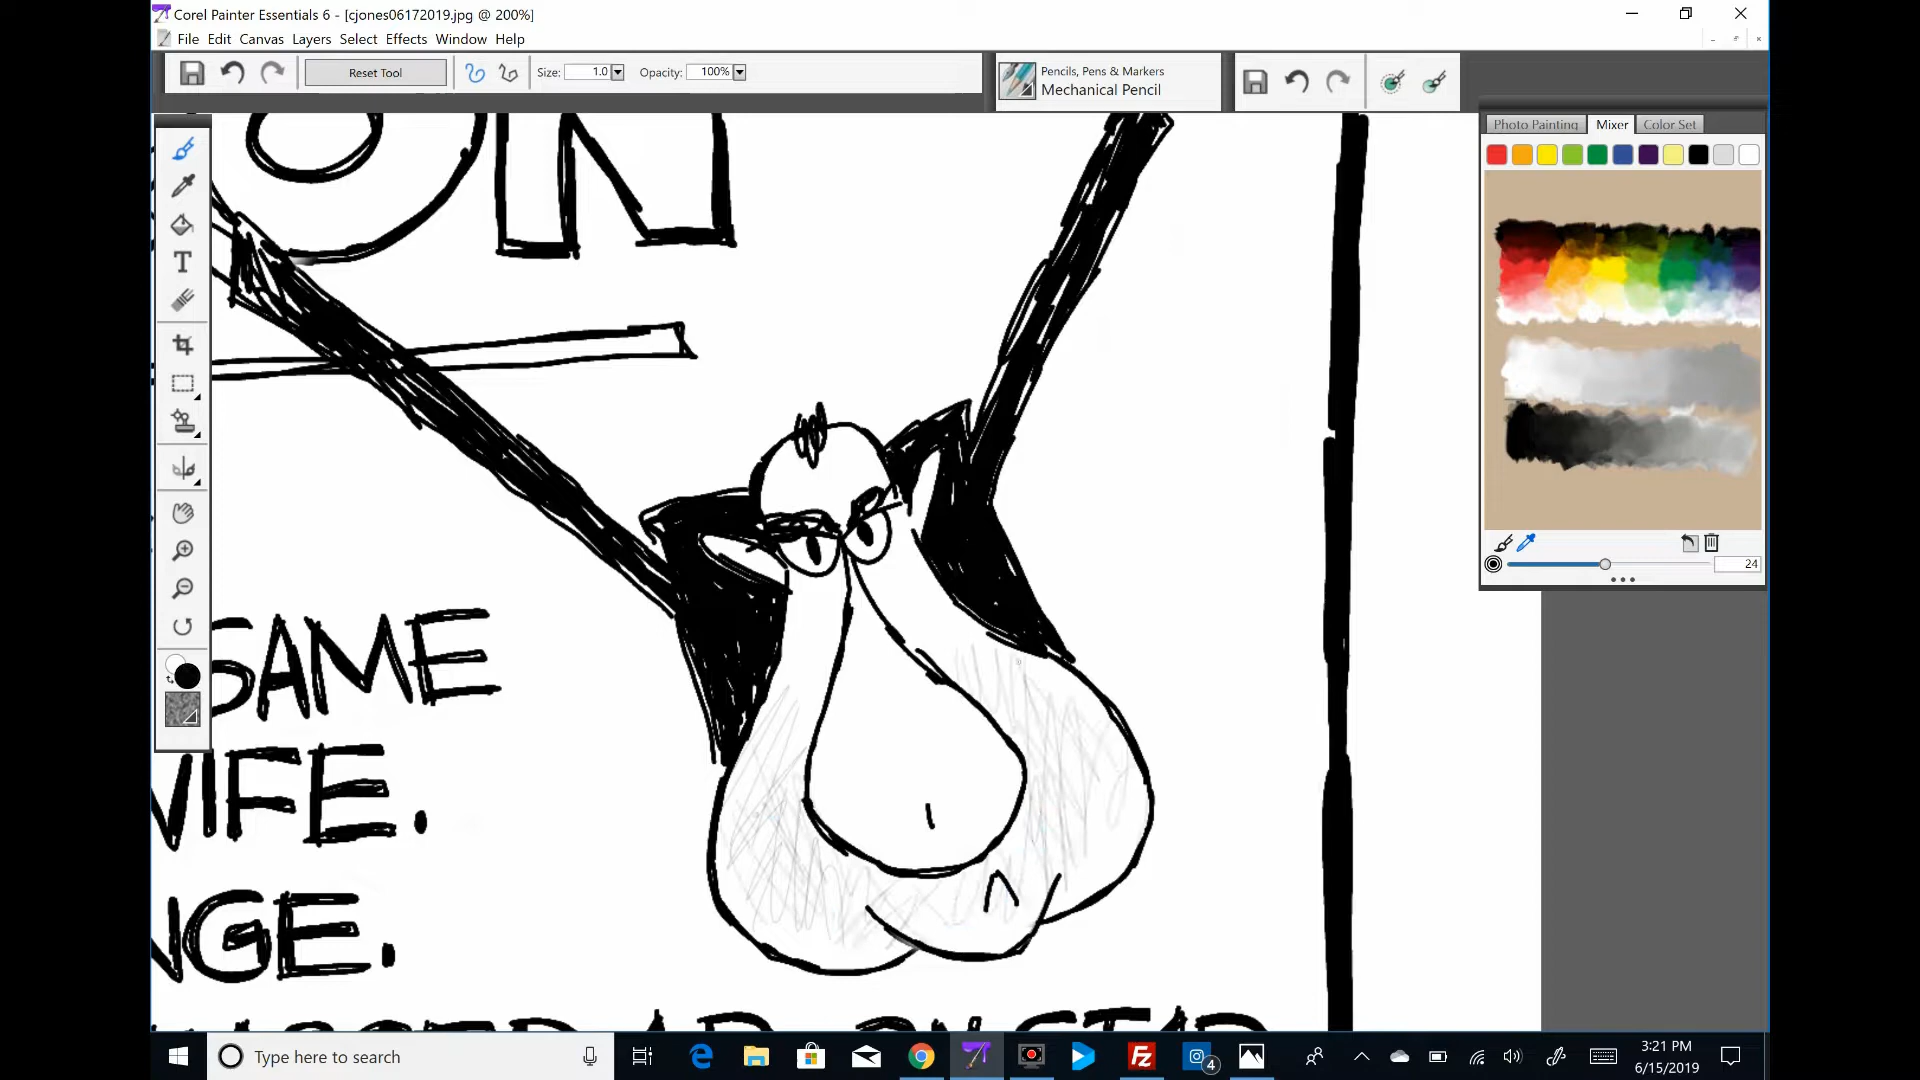 Corel Painter Essentials 6 - [cjones06172019.jpg @ 200%]
File Edit Canvas Layers Select Effects Window Help
Reset Tool
Size: 1.0
Opacity: 100%
Pencils, Pens & Markers
Mechanical Pencil
Photo Painting Mixer Color Set
ON
24
SAME
WIFE.
NGE.
Type here to search
4
3:21 PM
6/15/2019